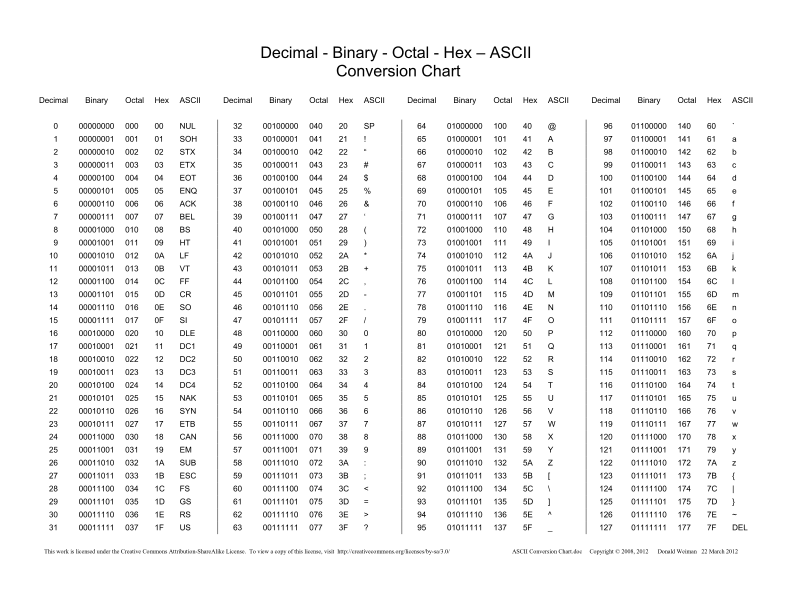 Decimal - Binary - Octal - Hex – ASCII
Conversion Chart
Decimal Binary Octal Hex ASCII Decimal Binary Octal Hex ASCII Decimal Binary Octal Hex ASCII Decimal Binary Octal Hex ASCII
0 00000000 000 00 NUL 32 00100000 040 20 SP 64 01000000 100 40 @ 96 01100000 140 60 `
1 00000001 001 01 SOH 33 00100001 041 21 ! 65 01000001 101 41 A 97 01100001 141 61 a
2 00000010 002 02 STX 34 00100010 042 22 " 66 01000010 102 42 B 98 01100010 142 62 b
3 00000011 003 03 ETX 35 00100011 043 23 # 67 01000011 103 43 C 99 01100011 143 63 c
4 00000100 004 04 EOT 36 00100100 044 24 $ 68 01000100 104 44 D 100 01100100 144 64 d
5 00000101 005 05 ENQ 37 00100101 045 25 % 69 01000101 105 45 E 101 01100101 145 65 e
6 00000110 006 06 ACK 38 00100110 046 26 & 70 01000110 106 46 F 102 01100110 146 66 f
7 00000111 007 07 BEL 39 00100111 047 27 ' 71 01000111 107 47 G 103 01100111 147 67 g
8 00001000 010 08 BS 40 00101000 050 28 ( 72 01001000 110 48 H 104 01101000 150 68 h
9 00001001 011 09 HT 41 00101001 051 29 ) 73 01001001 111 49 I 105 01101001 151 69 i
10 00001010 012 0A LF 42 00101010 052 2A * 74 01001010 112 4A J 106 01101010 152 6A j
11 00001011 013 0B VT 43 00101011 053 2B + 75 01001011 113 4B K 107 01101011 153 6B k
12 00001100 014 0C FF 44 00101100 054 2C , 76 01001100 114 4C L 108 01101100 154 6C l
13 00001101 015 0D CR 45 00101101 055 2D - 77 01001101 115 4D M 109 01101101 155 6D m
14 00001110 016 0E SO 46 00101110 056 2E . 78 01001110 116 4E N 110 01101110 156 6E n
15 00001111 017 0F SI 47 00101111 057 2F / 79 01001111 117 4F O 111 01101111 157 6F o
16 00010000 020 10 DLE 48 00110000 060 30 0 80 01010000 120 50 P 112 01110000 160 70 p
17 00010001 021 11 DC1 49 00110001 061 31 1 81 01010001 121 51 Q 113 01110001 161 71 q
18 00010010 022 12 DC2 50 00110010 062 32 2 82 01010010 122 52 R 114 01110010 162 72 r
19 00010011 023 13 DC3 51 00110011 063 33 3 83 01010011 123 53 S 115 01110011 163 73 s
20 00010100 024 14 DC4 52 00110100 064 34 4 84 01010100 124 54 T 116 01110100 164 74 t
21 00010101 025 15 NAK 53 00110101 065 35 5 85 01010101 125 55 U 117 01110101 165 75 u
22 00010110 026 16 SYN 54 00110110 066 36 6 86 01010110 126 56 V 118 01110110 166 76 v
23 00010111 027 17 ETB 55 00110111 067 37 7 87 01010111 127 57 W 119 01110111 167 77 w
24 00011000 030 18 CAN 56 00111000 070 38 8 88 01011000 130 58 X 120 01111000 170 78 x
25 00011001 031 19 EM 57 00111001 071 39 9 89 01011001 131 59 Y 121 01111001 171 79 y
26 00011010 032 1A SUB 58 00111010 072 3A : 90 01011010 132 5A Z 122 01111010 172 7A z
27 00011011 033 1B ESC 59 00111011 073 3B ; 91 01011011 133 5B [ 123 01111011 173 7B {
28 00011100 034 1C FS 60 00111100 074 3C < 92 01011100 134 5C \ 124 01111100 174 7C |
29 00011101 035 1D GS 61 00111101 075 3D = 93 01011101 135 5D ] 125 01111101 175 7D }
30 00011110 036 1E RS 62 00111110 076 3E > 94 01011110 136 5E ^ 126 01111110 176 7E ~
31 00011111 037 1F US 63 00111111 077 3F ? 95 01011111 137 5F _ 127 01111111 177 7F DEL
This work is licensed under the Creative Commons Attribution-ShareAlike License. To view a copy of this license, visit http://creativecommons.org/licenses/by-sa/3.0/ ASCII Conversion Chart.doc Copyright © 2008, 2012 Donald Weiman 22 March 2012